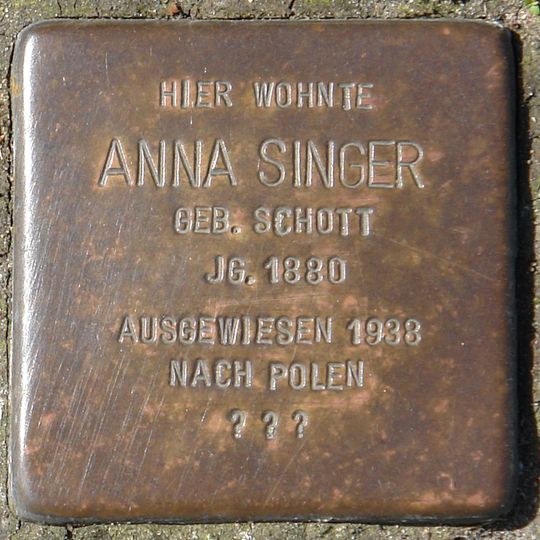 HIER WOHNTE
ANNA SINGER
GEB. SCHOTT
JG. 1880
AUSGEWIESEN 1938
NACH POLEN
? ? ?